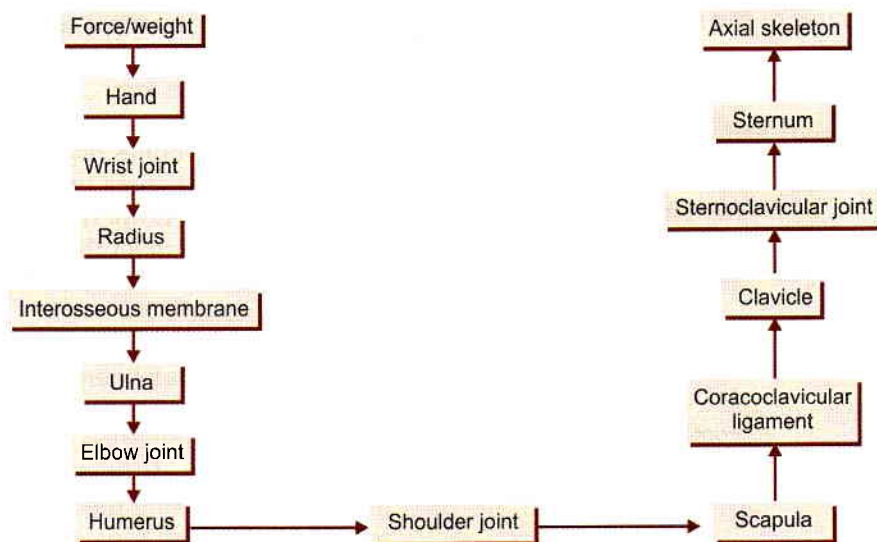 Force/weight
Hand
Wrist joint
Radius
Interosseous membrane
Ulna
Elbow joint
Humerus
Shoulder joint
Scapula
Coracoclavicular
ligament
Clavicle
Sternoclavicular joint
Sternum
Axial skeleton